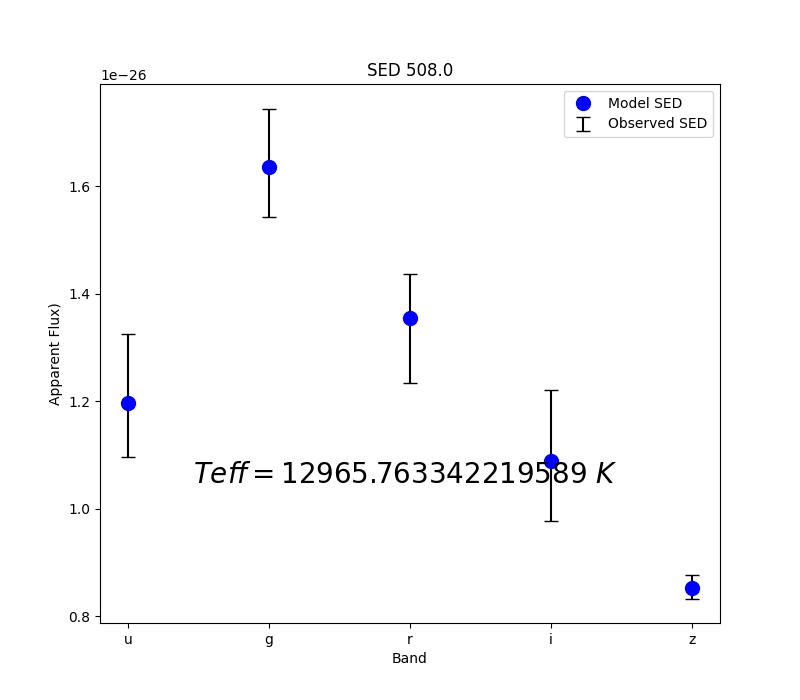 SED 508.0
1e−26
Model SED
Observed SED
1.6
1.4
1.2
1.0
0.8
Apparent Flux)
Teff = 12965.763342219589 K
u g r i z
Band